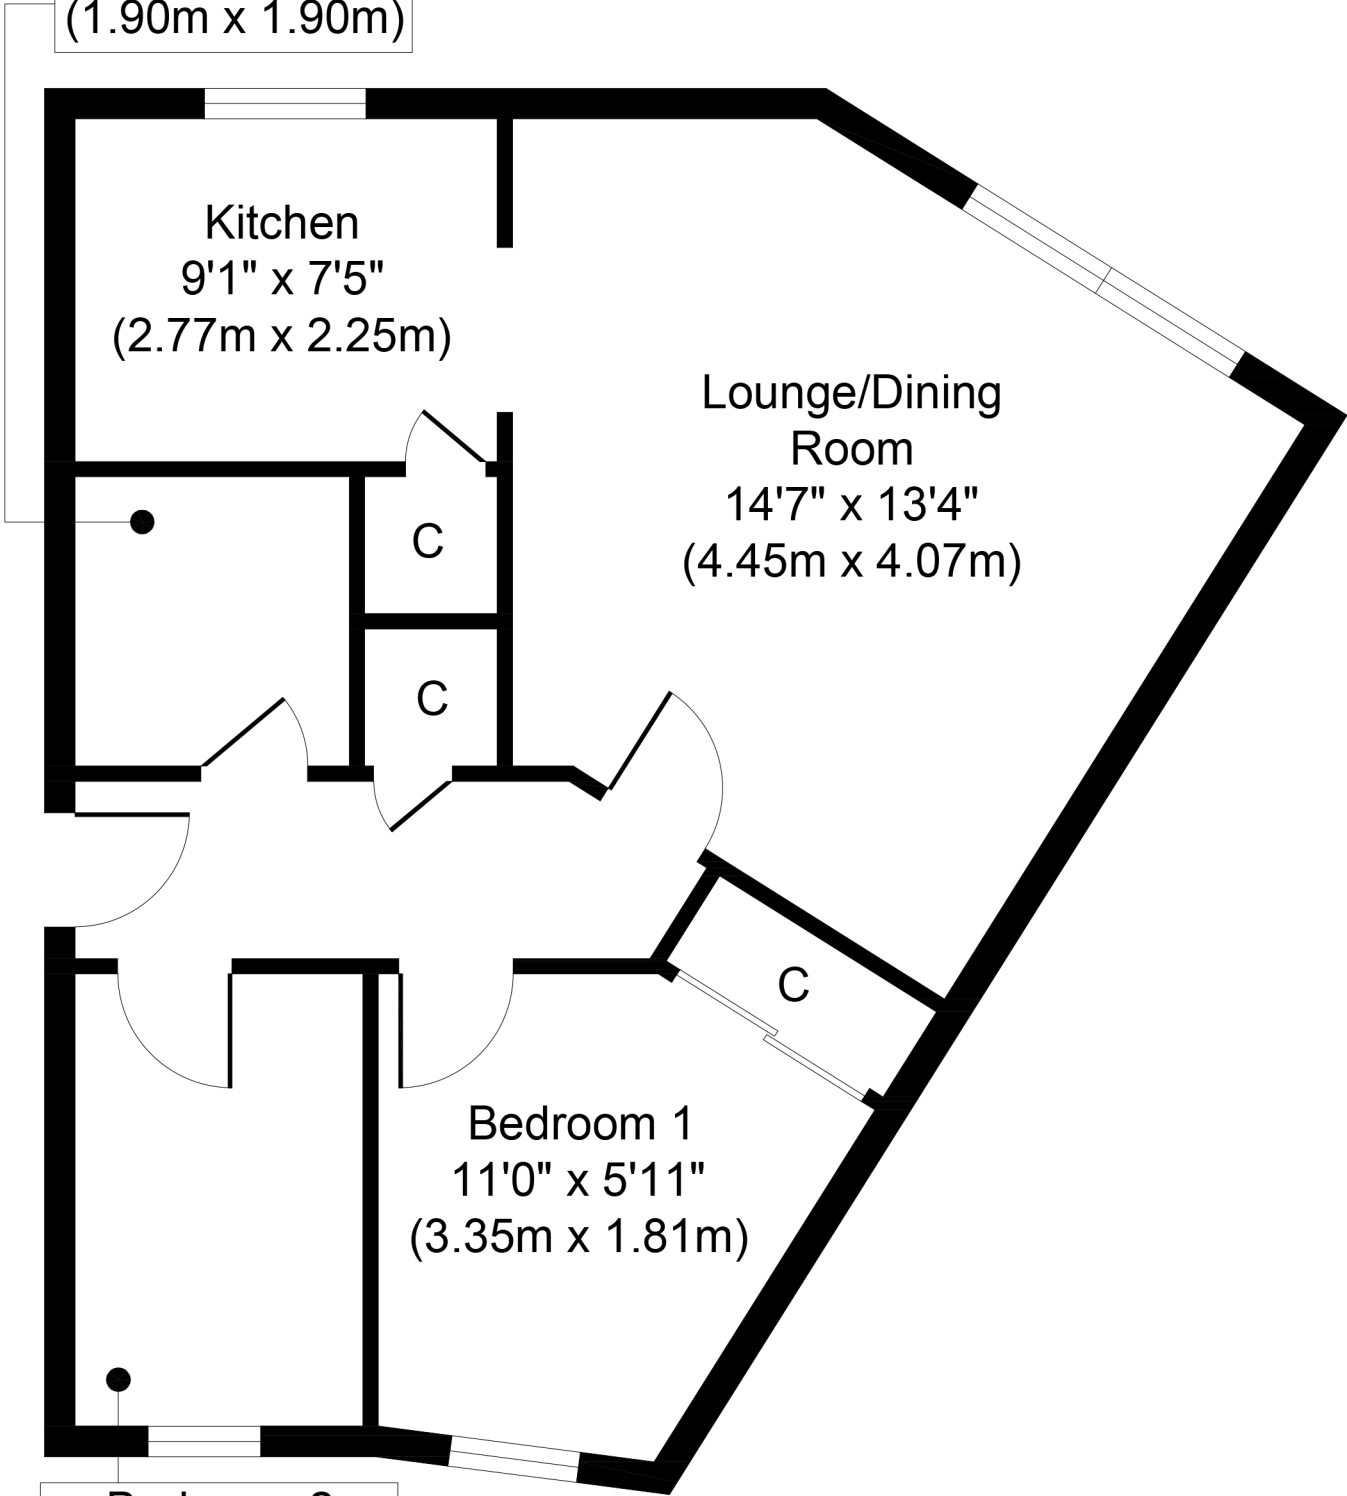 (1.90m x 1.90m)
Kitchen
9'1" x 7'5"
(2.77m x 2.25m)
Lounge/Dining
Room
14'7" x 13'4"
(4.45m x 4.07m)
C
C
C
Bedroom 1
11'0" x 5'11"
(3.35m x 1.81m)